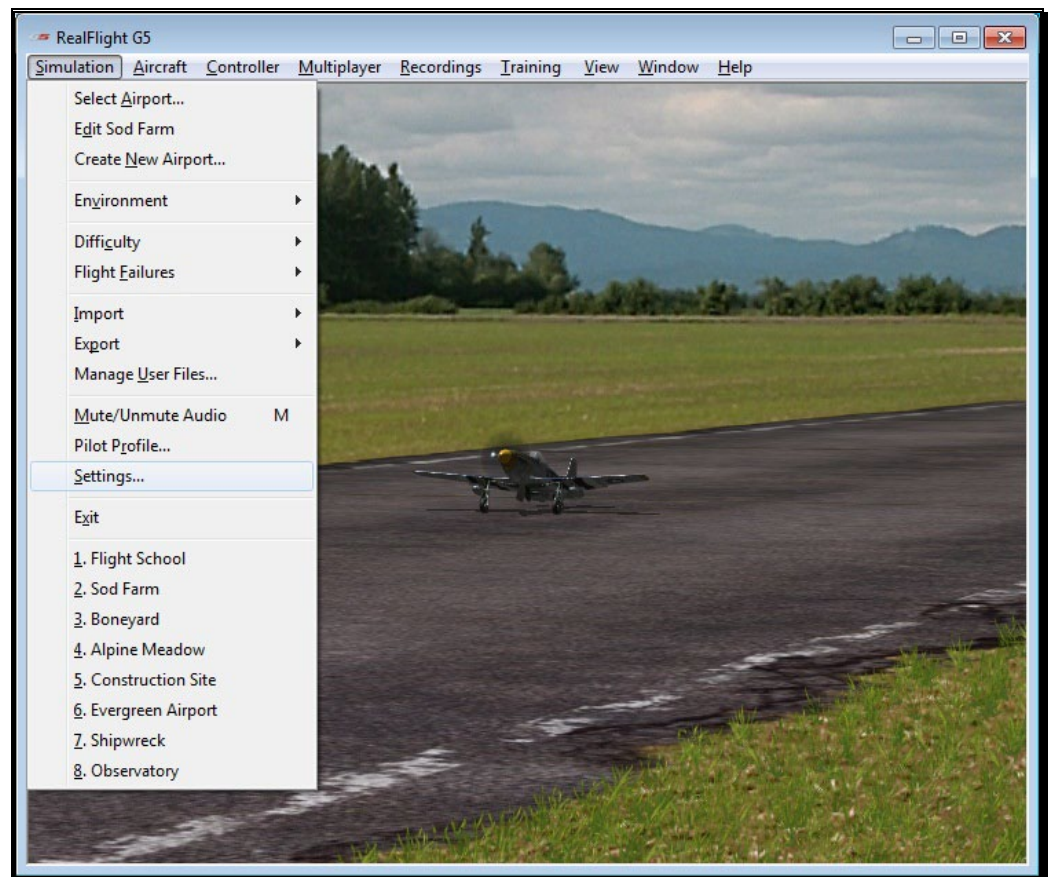 RealFlight G5
Simulation Aircraft Controller Multiplayer Recordings Training View Window Help
Select Airport...
Edit Sod Farm
Create New Airport...
Environment
Difficulty
Flight Failures
Import
Export
Manage User Files...
Mute/Unmute Audio M
Pilot Profile...
Settings...
Exit
1. Flight School
2. Sod Farm
3. Boneyard
4. Alpine Meadow
5. Construction Site
6. Evergreen Airport
7. Shipwreck
8. Observatory